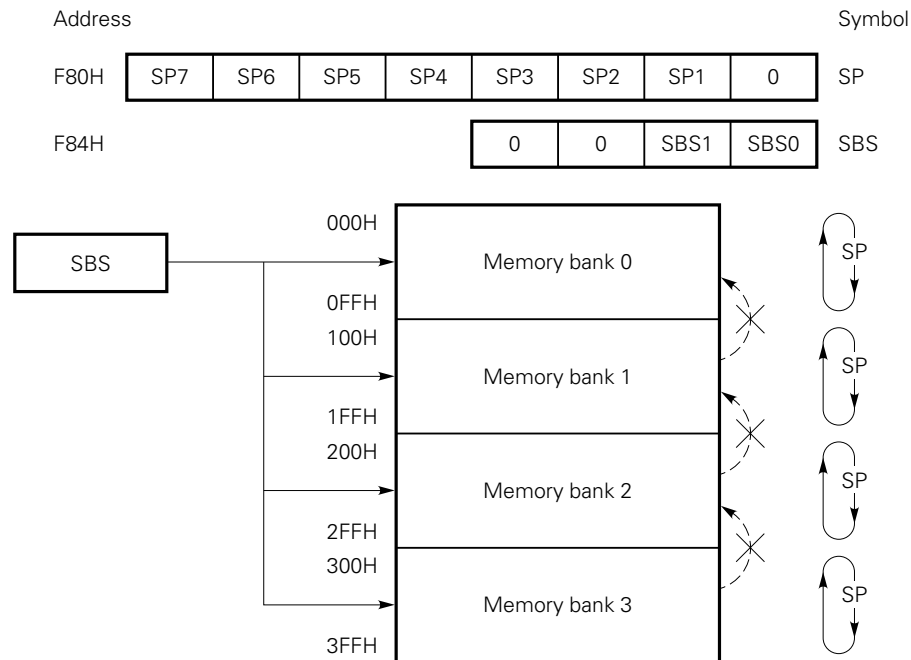 Address Symbol
F80H SP7 SP6 SP5 SP4 SP3 SP2 SP1 0 SP
F84H 0 0 SBS1 SBS0 SBS
000H
SBS Memory bank 0 SP
0FFH
100H
Memory bank 1 SP
1FFH
200H
Memory bank 2 SP
2FFH
300H
Memory bank 3 SP
3FFH